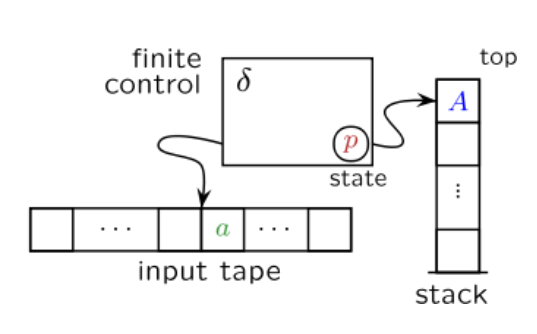 finite
control
δ
top
A
p
state
⋮
··· a ···
input tape
stack